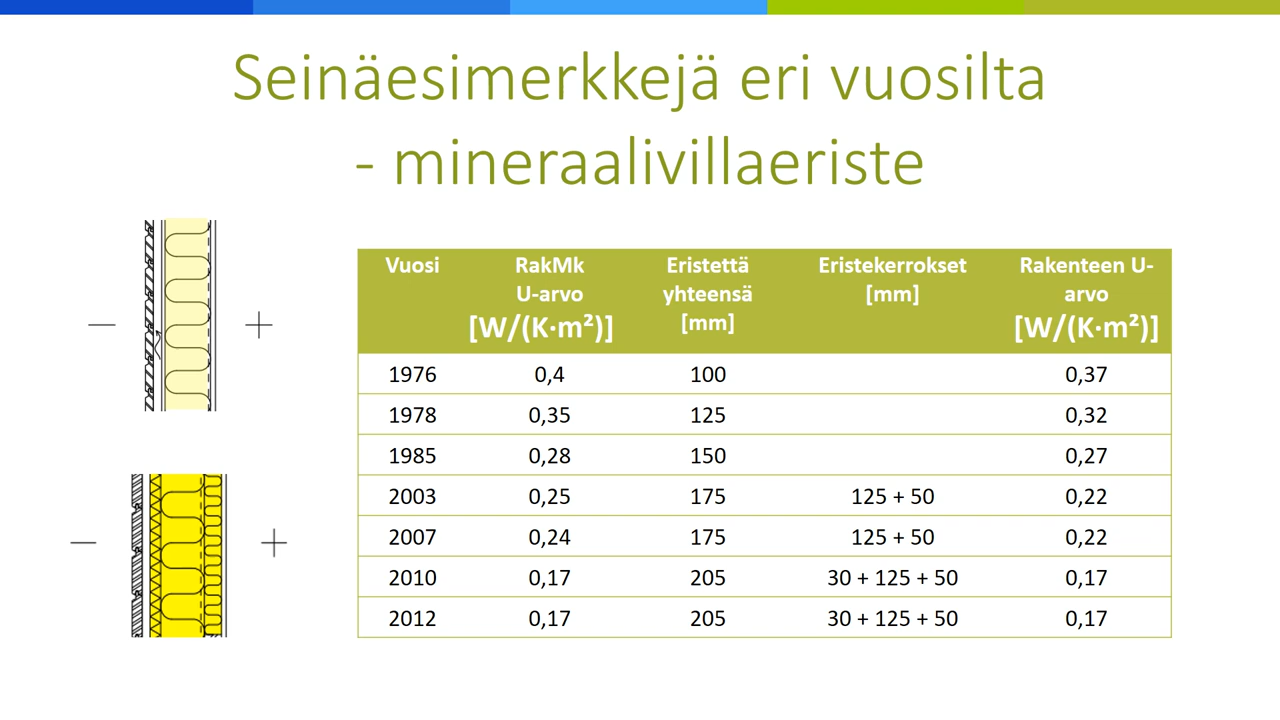 Seinäesimerkkejä eri vuosilta
- mineraalivillaeriste
Vuosi RakMk U-arvo [W/(K·m²)] Eristettä yhteensä [mm] Eristekerrokset [mm] Rakenteen U-arvo [W/(K·m²)]
1976 0,4 100 0,37
1978 0,35 125 0,32
1985 0,28 150 0,27
2003 0,25 175 125 + 50 0,22
2007 0,24 175 125 + 50 0,22
2010 0,17 205 30 + 125 + 50 0,17
2012 0,17 205 30 + 125 + 50 0,17
− +
− +